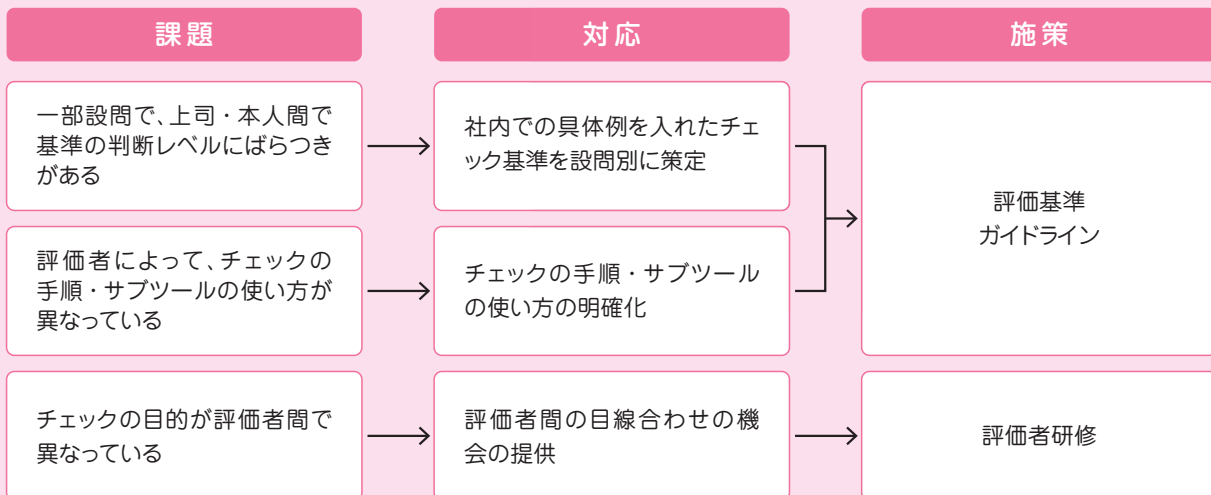 課題
対応
施策
一部設問で、上司・本人間で
基準の判断レベルにばらつき
がある
社内での具体例を入れたチェ
ック基準を設問別に策定
評価基準
ガイドライン
評価者によって、チェックの
手順・サブツールの使い方が
異なっている
チェックの手順・サブツール
の使い方の明確化
チェックの目的が評価者間で
異なっている
評価者間の目線合わせの機
会の提供
評価者研修